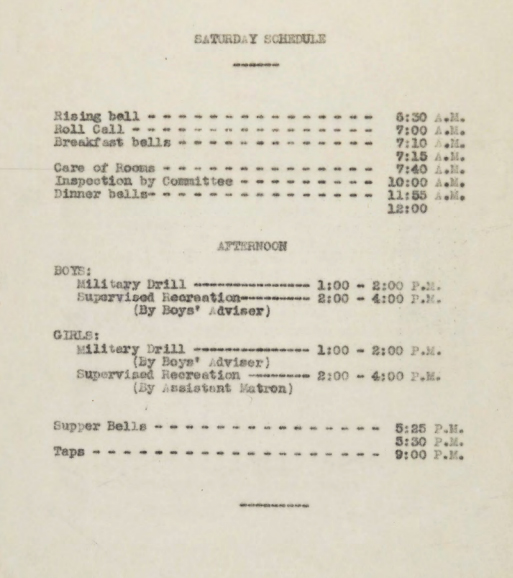 SATURDAY SCHEDULE
Rising bell - - - - - - - - - - - - - - - 6:30 A.M.
Roll Call - - - - - - - - - - - - - - - - 7:00 A.M.
Breakfast bells - - - - - - - - - - - - - 7:10 A.M.
7:15 A.M.
Care of Rooms - - - - - - - - - - - - - - 7:40 A.M.
Inspection by Committee - - - - - - - - - 10:00 A.M.
Dinner bells- - - - - - - - - - - - - - - 11:55 A.M.
12:00
AFTERNOON
BOYS:
Military Drill --------------- 1:00 - 2:00 P.M.
Supervised Recreation--------- 2:00 - 4:00 P.M.
(By Boys' Adviser)
GIRLS:
Military Drill --------------- 1:00 - 2:00 P.M.
(By Boys' Adviser)
Supervised Recreation -------- 2:00 - 4:00 P.M.
(By Assistant Matron)
Supper Bells - - - - - - - - - - - - - - - 5:25 P.M.
5:30 P.M.
Taps - - - - - - - - - - - - - - - - - - - 9:00 P.M.